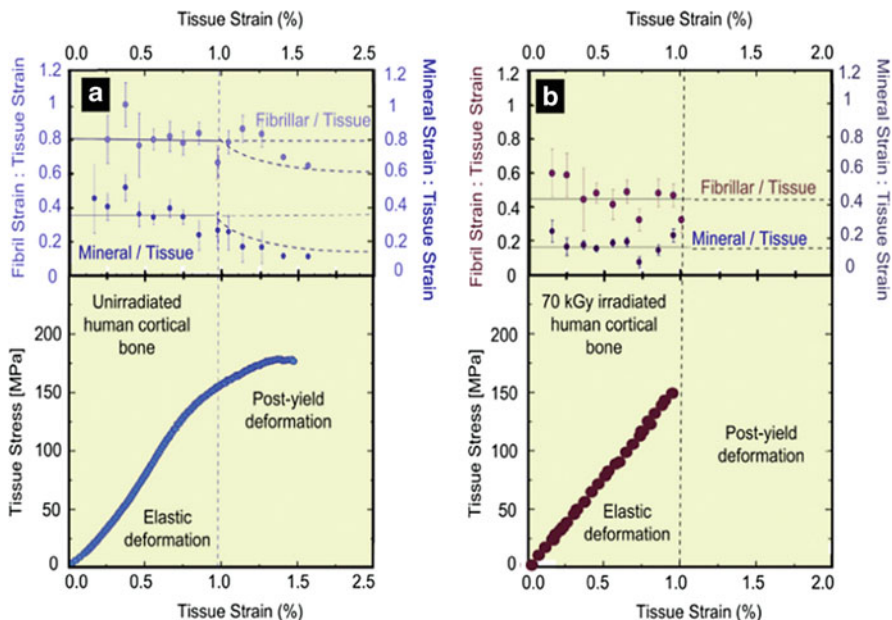 Tissue Strain (%)
0.0 0.5 1.0 1.5 2.5
a
Fibril Strain : Tissue Strain
1.2
1
0.8
0.6
0.4
0.2
0
Fibrillar / Tissue
Mineral / Tissue
1.2
1.0
0.8
0.6
0.4
0.2
0
Mineral Strain : Tissue Strain
Tissue Stress [MPa]
200
150
100
50
0
Unirradiated
human cortical
bone
Post-yield
deformation
Elastic
deformation
0.0 0.5 1.0 1.5 2.5
Tissue Strain (%)
Tissue Strain (%)
0.0 0.5 1.0 1.5 2.0
b
Fibril Strain : Tissue Strain
1.2
1
0.8
0.6
0.4
0.2
0
Fibrillar / Tissue
Mineral / Tissue
1.2
1.0
0.8
0.6
0.4
0.2
0
Mineral Strain : Tissue Strain
Tissue Stress [MPa]
200
150
100
50
0
70 kGy irradiated
human cortical
bone
Post-yield
deformation
Elastic
deformation
0.0 0.5 1.0 1.5 2.0
Tissue Strain (%)